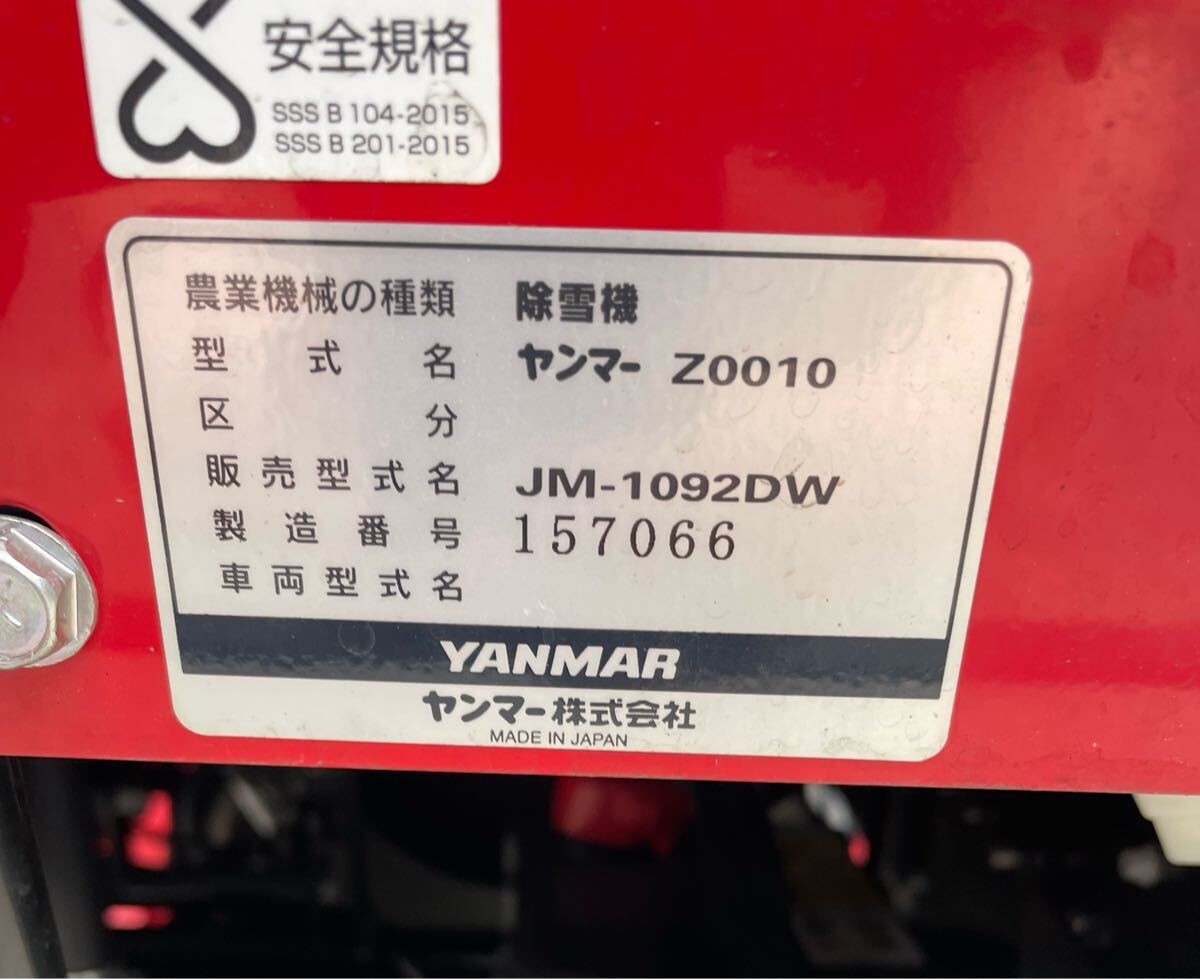 安全規格
SSS B 104-2015
SSS B 201-2015
農業機械の種類 除雪機
型式名 ヤンマー Z0010
区分
販売型式名 JM-1092DW
製造番号 157066
車両型式名
YANMAR
ヤンマー株式会社
MADE IN JAPAN